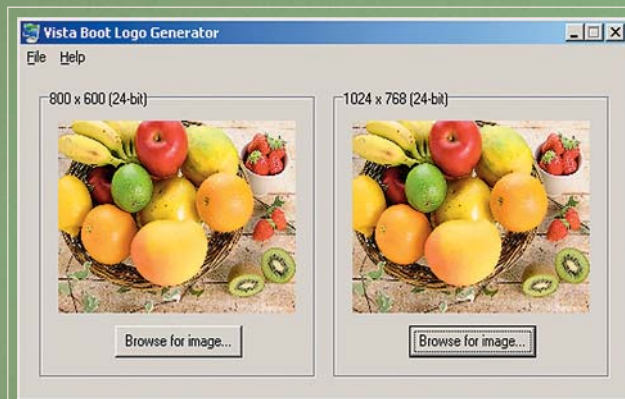 Vista Boot Logo Generator
File Help
800 x 600 (24-bit)
1024 x 768 (24-bit)
Browse for image...
Browse for image...